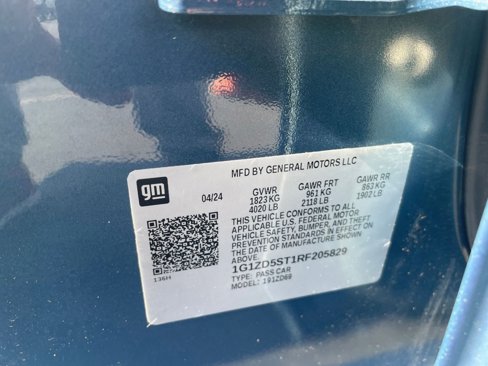 MFD BY GENERAL MOTORS LLC
gm
04/24 GVWR GAWR FRT GAWR RR
1823 KG 961 KG 863 KG
4020 LB 2118 LB 1902 LB
THIS VEHICLE CONFORMS TO ALL
APPLICABLE U.S. FEDERAL MOTOR
VEHICLE SAFETY, BUMPER, AND THEFT
PREVENTION STANDARDS IN EFFECT ON
THE DATE OF MANUFACTURE SHOWN
ABOVE.
1G1ZD5ST1RF205829
TYPE: PASS CAR
MODEL: 191ZD69
136H